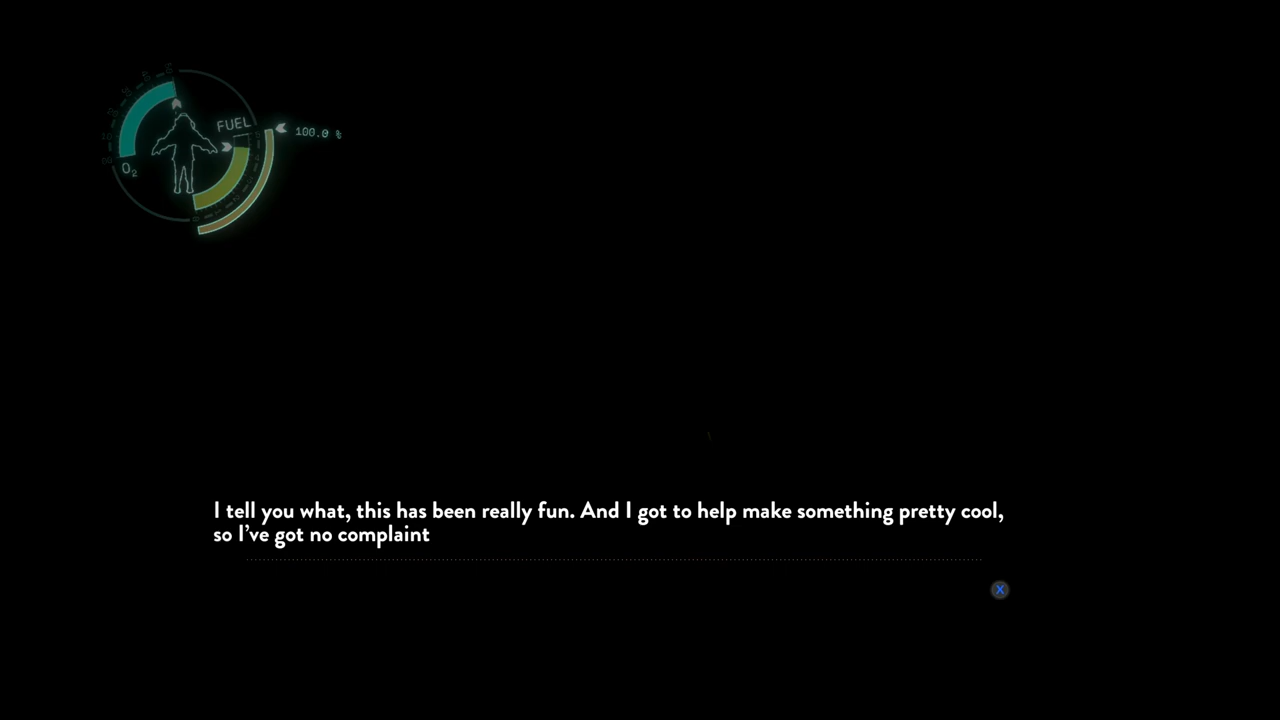 FUEL
100.0 %
O₂
I tell you what, this has been really fun. And I got to help make something pretty cool,
so I've got no complaint
X